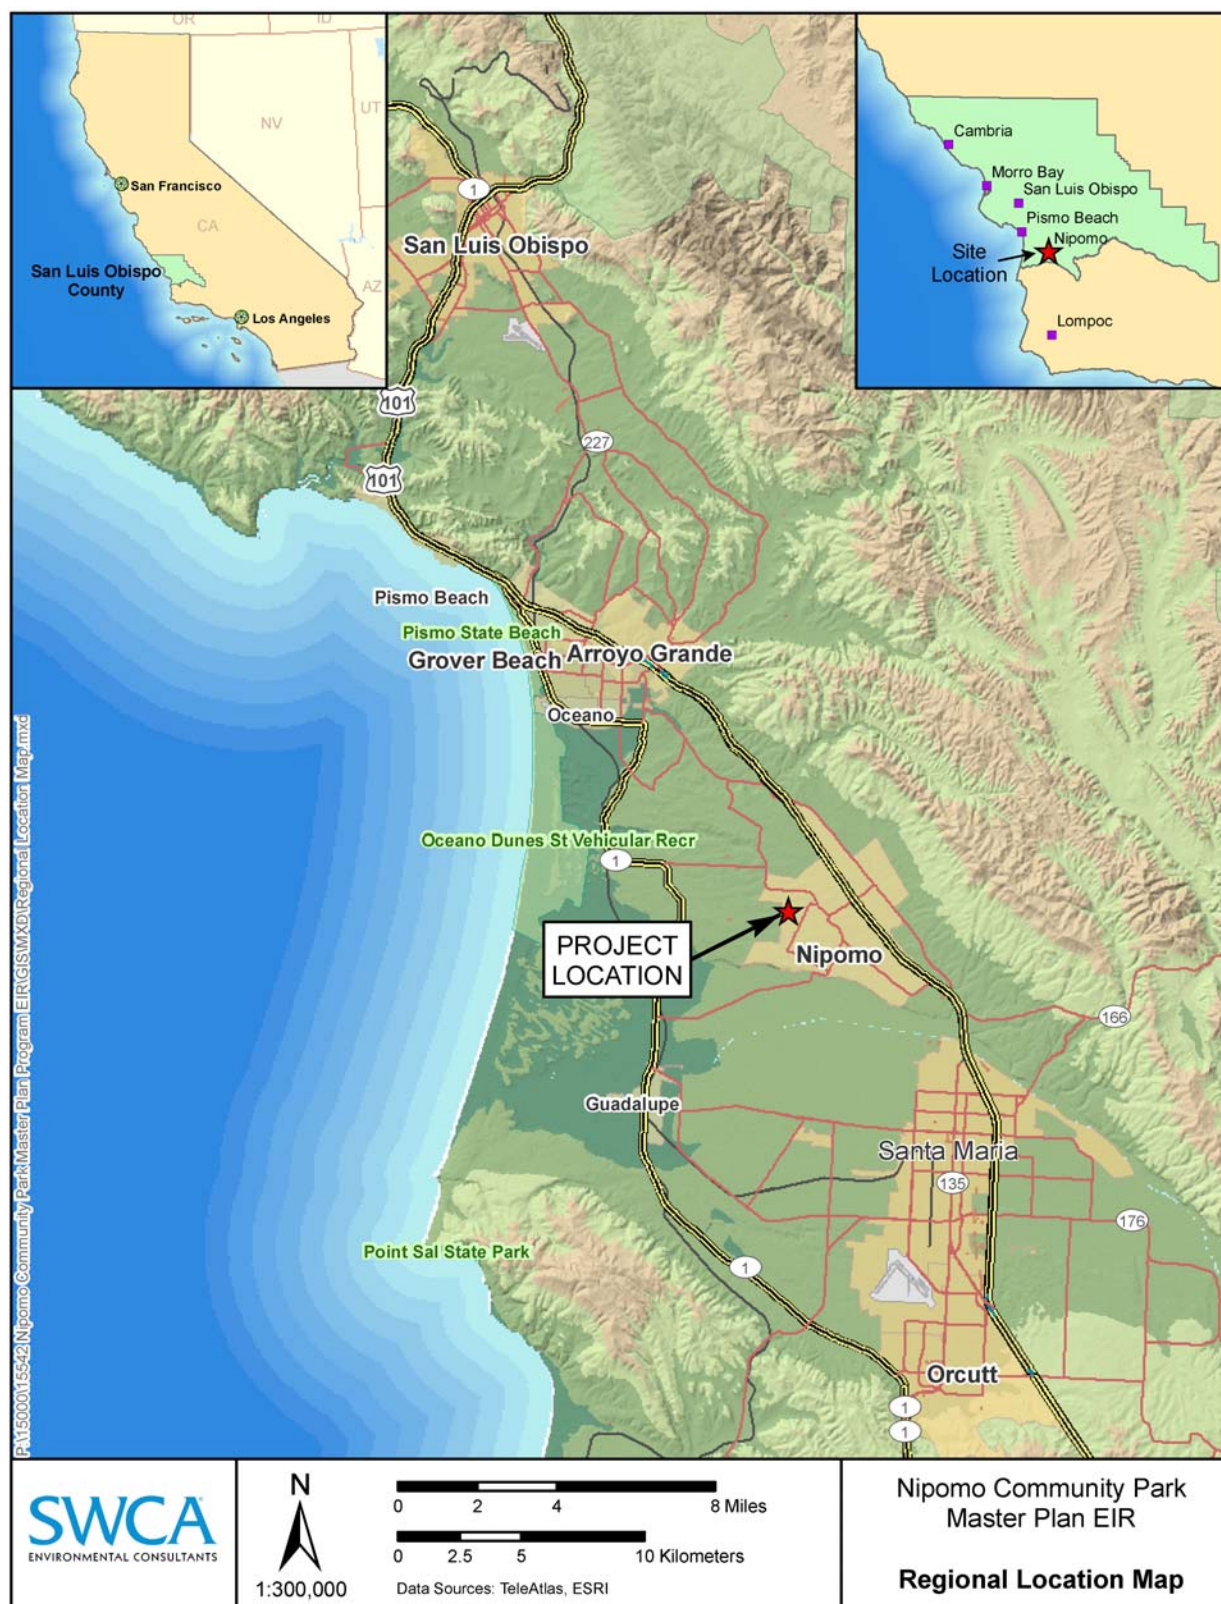 OR
ID
NV
UT
San Francisco
CA
San Luis Obispo
County
AZ
Los Angeles
Cambria
Morro Bay
San Luis Obispo
Pismo Beach
Nipomo
Site
Location
Lompoc
1
San Luis Obispo
101
227
101
Pismo Beach
Pismo State Beach
Grover Beach
Arroyo Grande
Oceano
Oceano Dunes St Vehicular Recr
1
PROJECT
LOCATION
Nipomo
166
Guadalupe
Santa Maria
135
176
Point Sal State Park
1
Orcutt
1
1
P:\15000\15542 Nipomo Community Park Master Plan Program EIR\GIS\MXD\Regional Location Map.mxd
SWCA
ENVIRONMENTAL CONSULTANTS
N
1:300,000
0 2 4 8 Miles
0 2.5 5 10 Kilometers
Data Sources: TeleAtlas, ESRI
Nipomo Community Park
Master Plan EIR
Regional Location Map